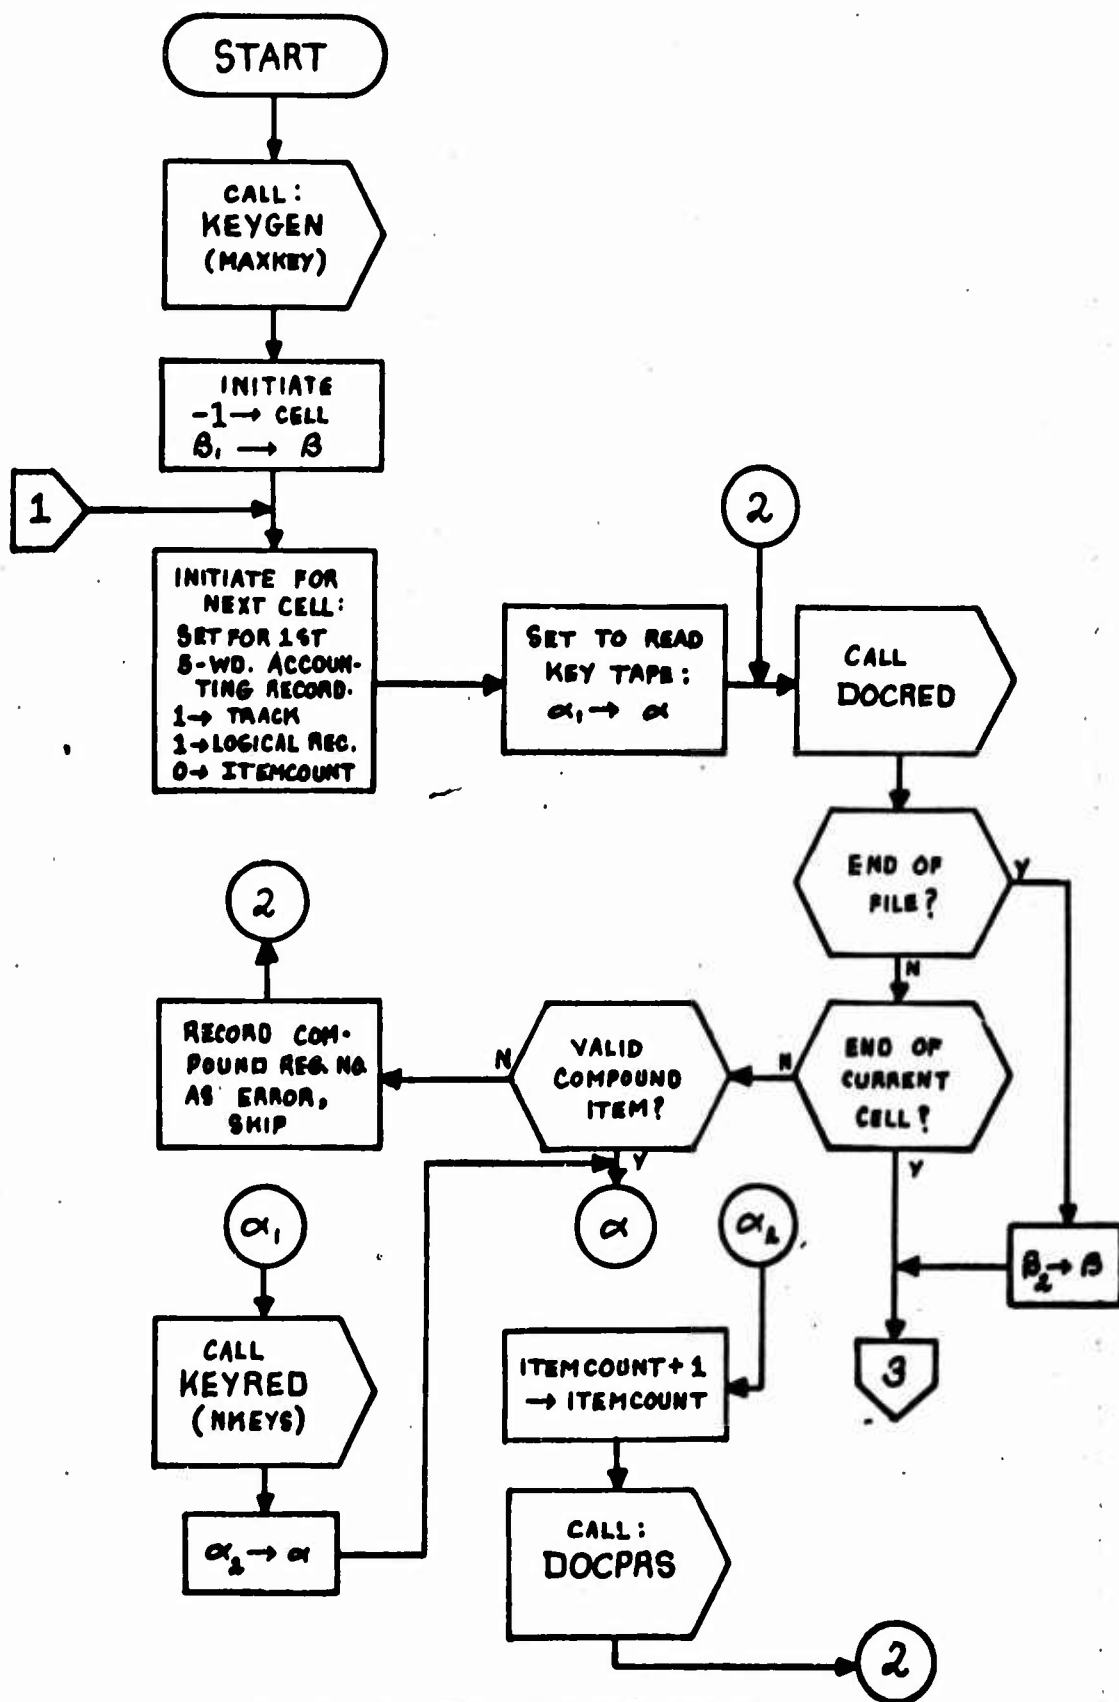 START
CALL:
KEYGEN
(MAXKEY)
INITIATE
-1→ CELL
β₁ → β
1
INITIATE FOR
NEXT CELL:
SET FOR 1ST
5-WD. ACCOUN-
TING RECORD.
1→ TRACK
1→LOGICAL REC.
0→ ITEMCOUNT
SET TO READ
KEY TAPE:
α₁ → α
2
CALL
DOCRED
END OF
FILE?
Y
N
END OF
CURRENT
CELL?
N
Y
VALID
COMPOUND
ITEM?
N
Y
RECORD COM-
POUND REG. NO.
AS ERROR,
SKIP
2
α
β₂→ β
3
α₁
CALL
KEYRED
(NKEYS)
α₂→ α
α₂
ITEMCOUNT+1
→ ITEMCOUNT
CALL:
DOCPRS
2